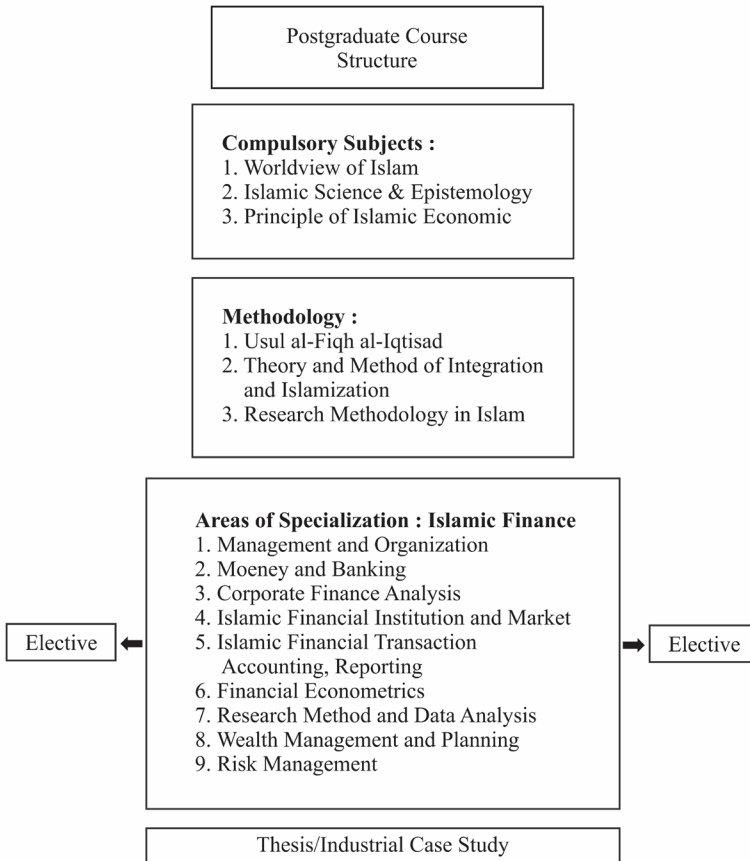 Postgraduate Course
Structure
Compulsory Subjects :
1. Worldview of Islam
2. Islamic Science & Epistemology
3. Principle of Islamic Economic
Methodology :
1. Usul al-Fiqh al-Iqtisad
2. Theory and Method of Integration
and Islamization
3. Research Methodology in Islam
Areas of Specialization : Islamic Finance
1. Management and Organization
2. Moeney and Banking
3. Corporate Finance Analysis
4. Islamic Financial Institution and Market
5. Islamic Financial Transaction
Accounting, Reporting
6. Financial Econometrics
7. Research Method and Data Analysis
8. Wealth Management and Planning
9. Risk Management
Elective
Elective
Thesis/Industrial Case Study